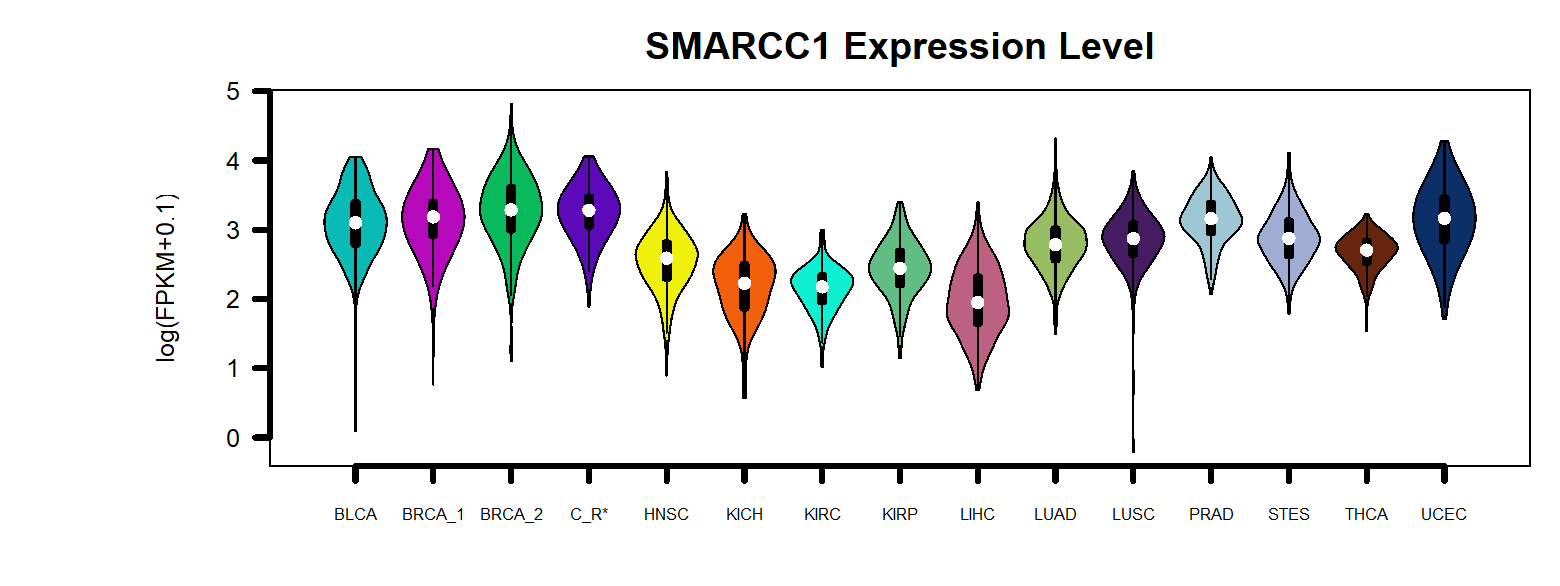 SMARCC1 Expression Level
log(FPKM+0.1)
5
4
3
2
1
0
BLCA BRCA_1 BRCA_2 C_R* HNSC KICH KIRC KIRP LIHC LUAD LUSC PRAD STES THCA UCEC